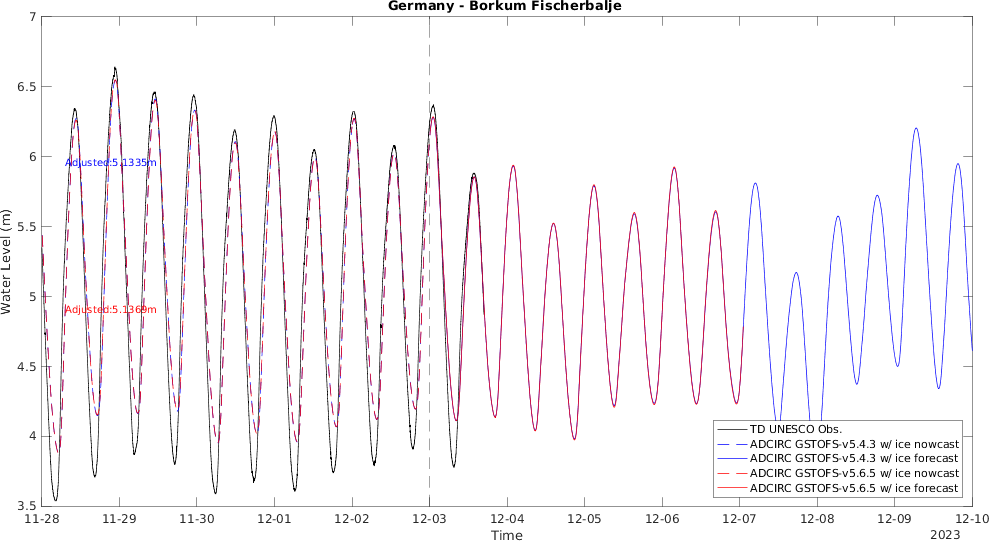 Germany - Borkum Fischerbalje
7
6.5
6
5.5
5
4.5
4
3.5
Water Level (m)
Adjusted:5.1335m
Adjusted:5.1369m
TD UNESCO Obs.
ADCIRC GSTOFS-v5.4.3 w/ ice nowcast
ADCIRC GSTOFS-v5.4.3 w/ ice forecast
ADCIRC GSTOFS-v5.6.5 w/ ice nowcast
ADCIRC GSTOFS-v5.6.5 w/ ice forecast
11-28 11-29 11-30 12-01 12-02 12-03 12-04 12-05 12-06 12-07 12-08 12-09 12-10
Time
2023